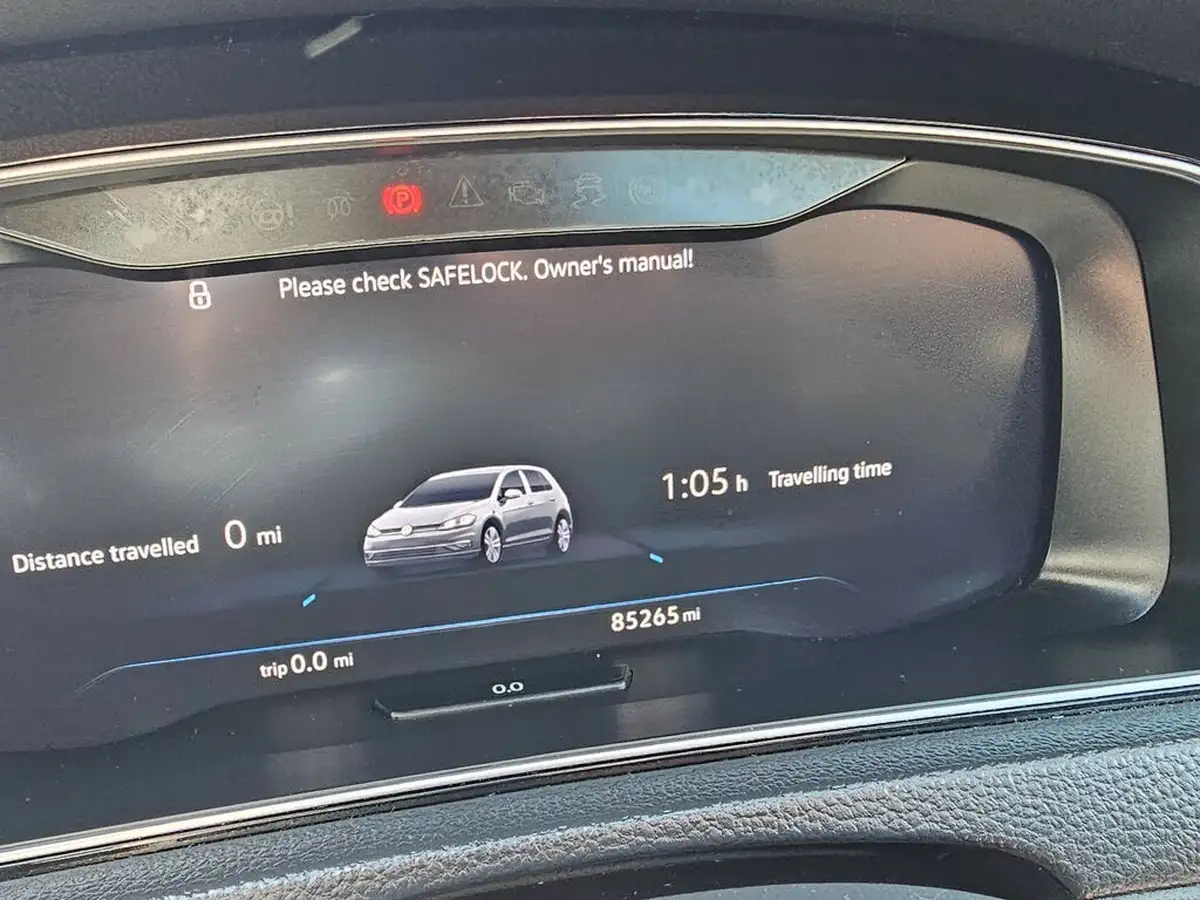 P
Please check SAFELOCK. Owner's manual!
1:05 h Travelling time
Distance travelled 0 mi
85265 mi
trip 0.0 mi
0.0